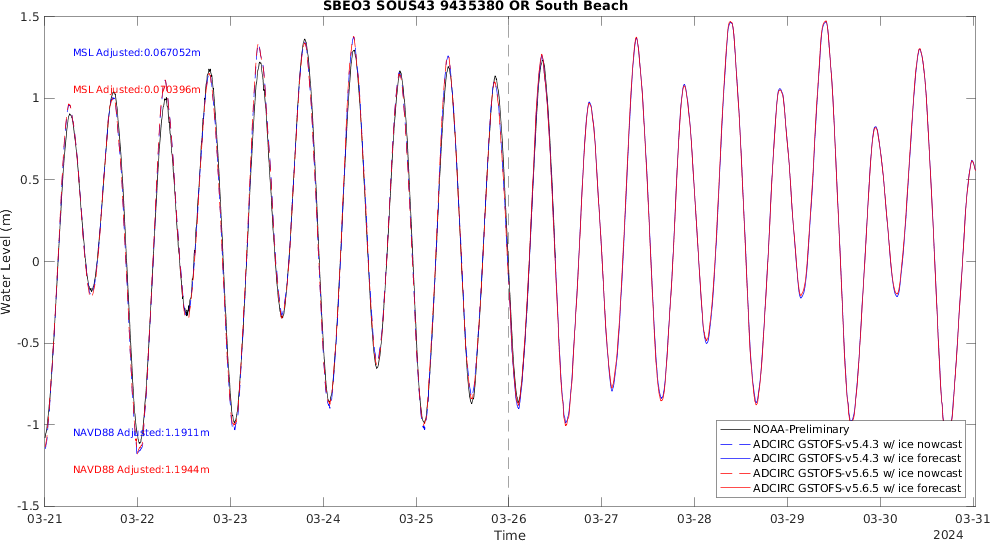 SBEO3 SOUS43 9435380 OR South Beach
1.5
1
0.5
0
-0.5
-1
-1.5
Water Level (m)
MSL Adjusted:0.067052m
MSL Adjusted:0.070396m
NAVD88 Adjusted:1.1911m
NAVD88 Adjusted:1.1944m
NOAA-Preliminary
ADCIRC GSTOFS-v5.4.3 w/ ice nowcast
ADCIRC GSTOFS-v5.4.3 w/ ice forecast
ADCIRC GSTOFS-v5.6.5 w/ ice nowcast
ADCIRC GSTOFS-v5.6.5 w/ ice forecast
03-21 03-22 03-23 03-24 03-25 03-26 03-27 03-28 03-29 03-30 03-31
Time
2024